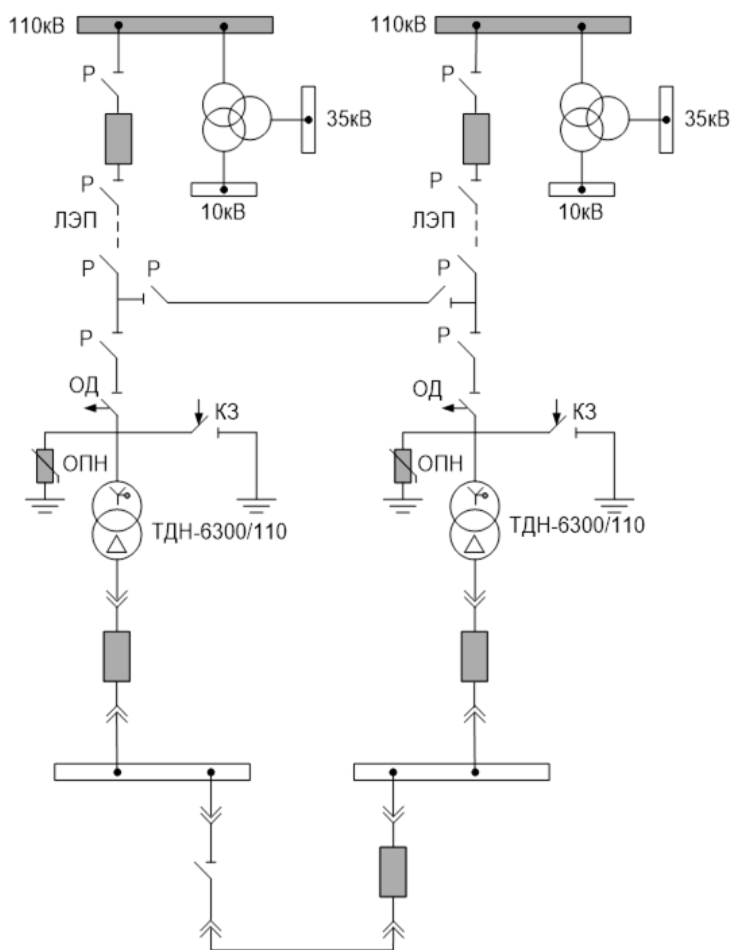 110кВ
110кВ
Р
Р
35кВ
35кВ
Р
Р
10кВ
10кВ
ЛЭП
ЛЭП
Р
Р
Р
Р
Р
ОД
ОД
КЗ
КЗ
ОПН
ОПН
ТДН-6300/110
ТДН-6300/110